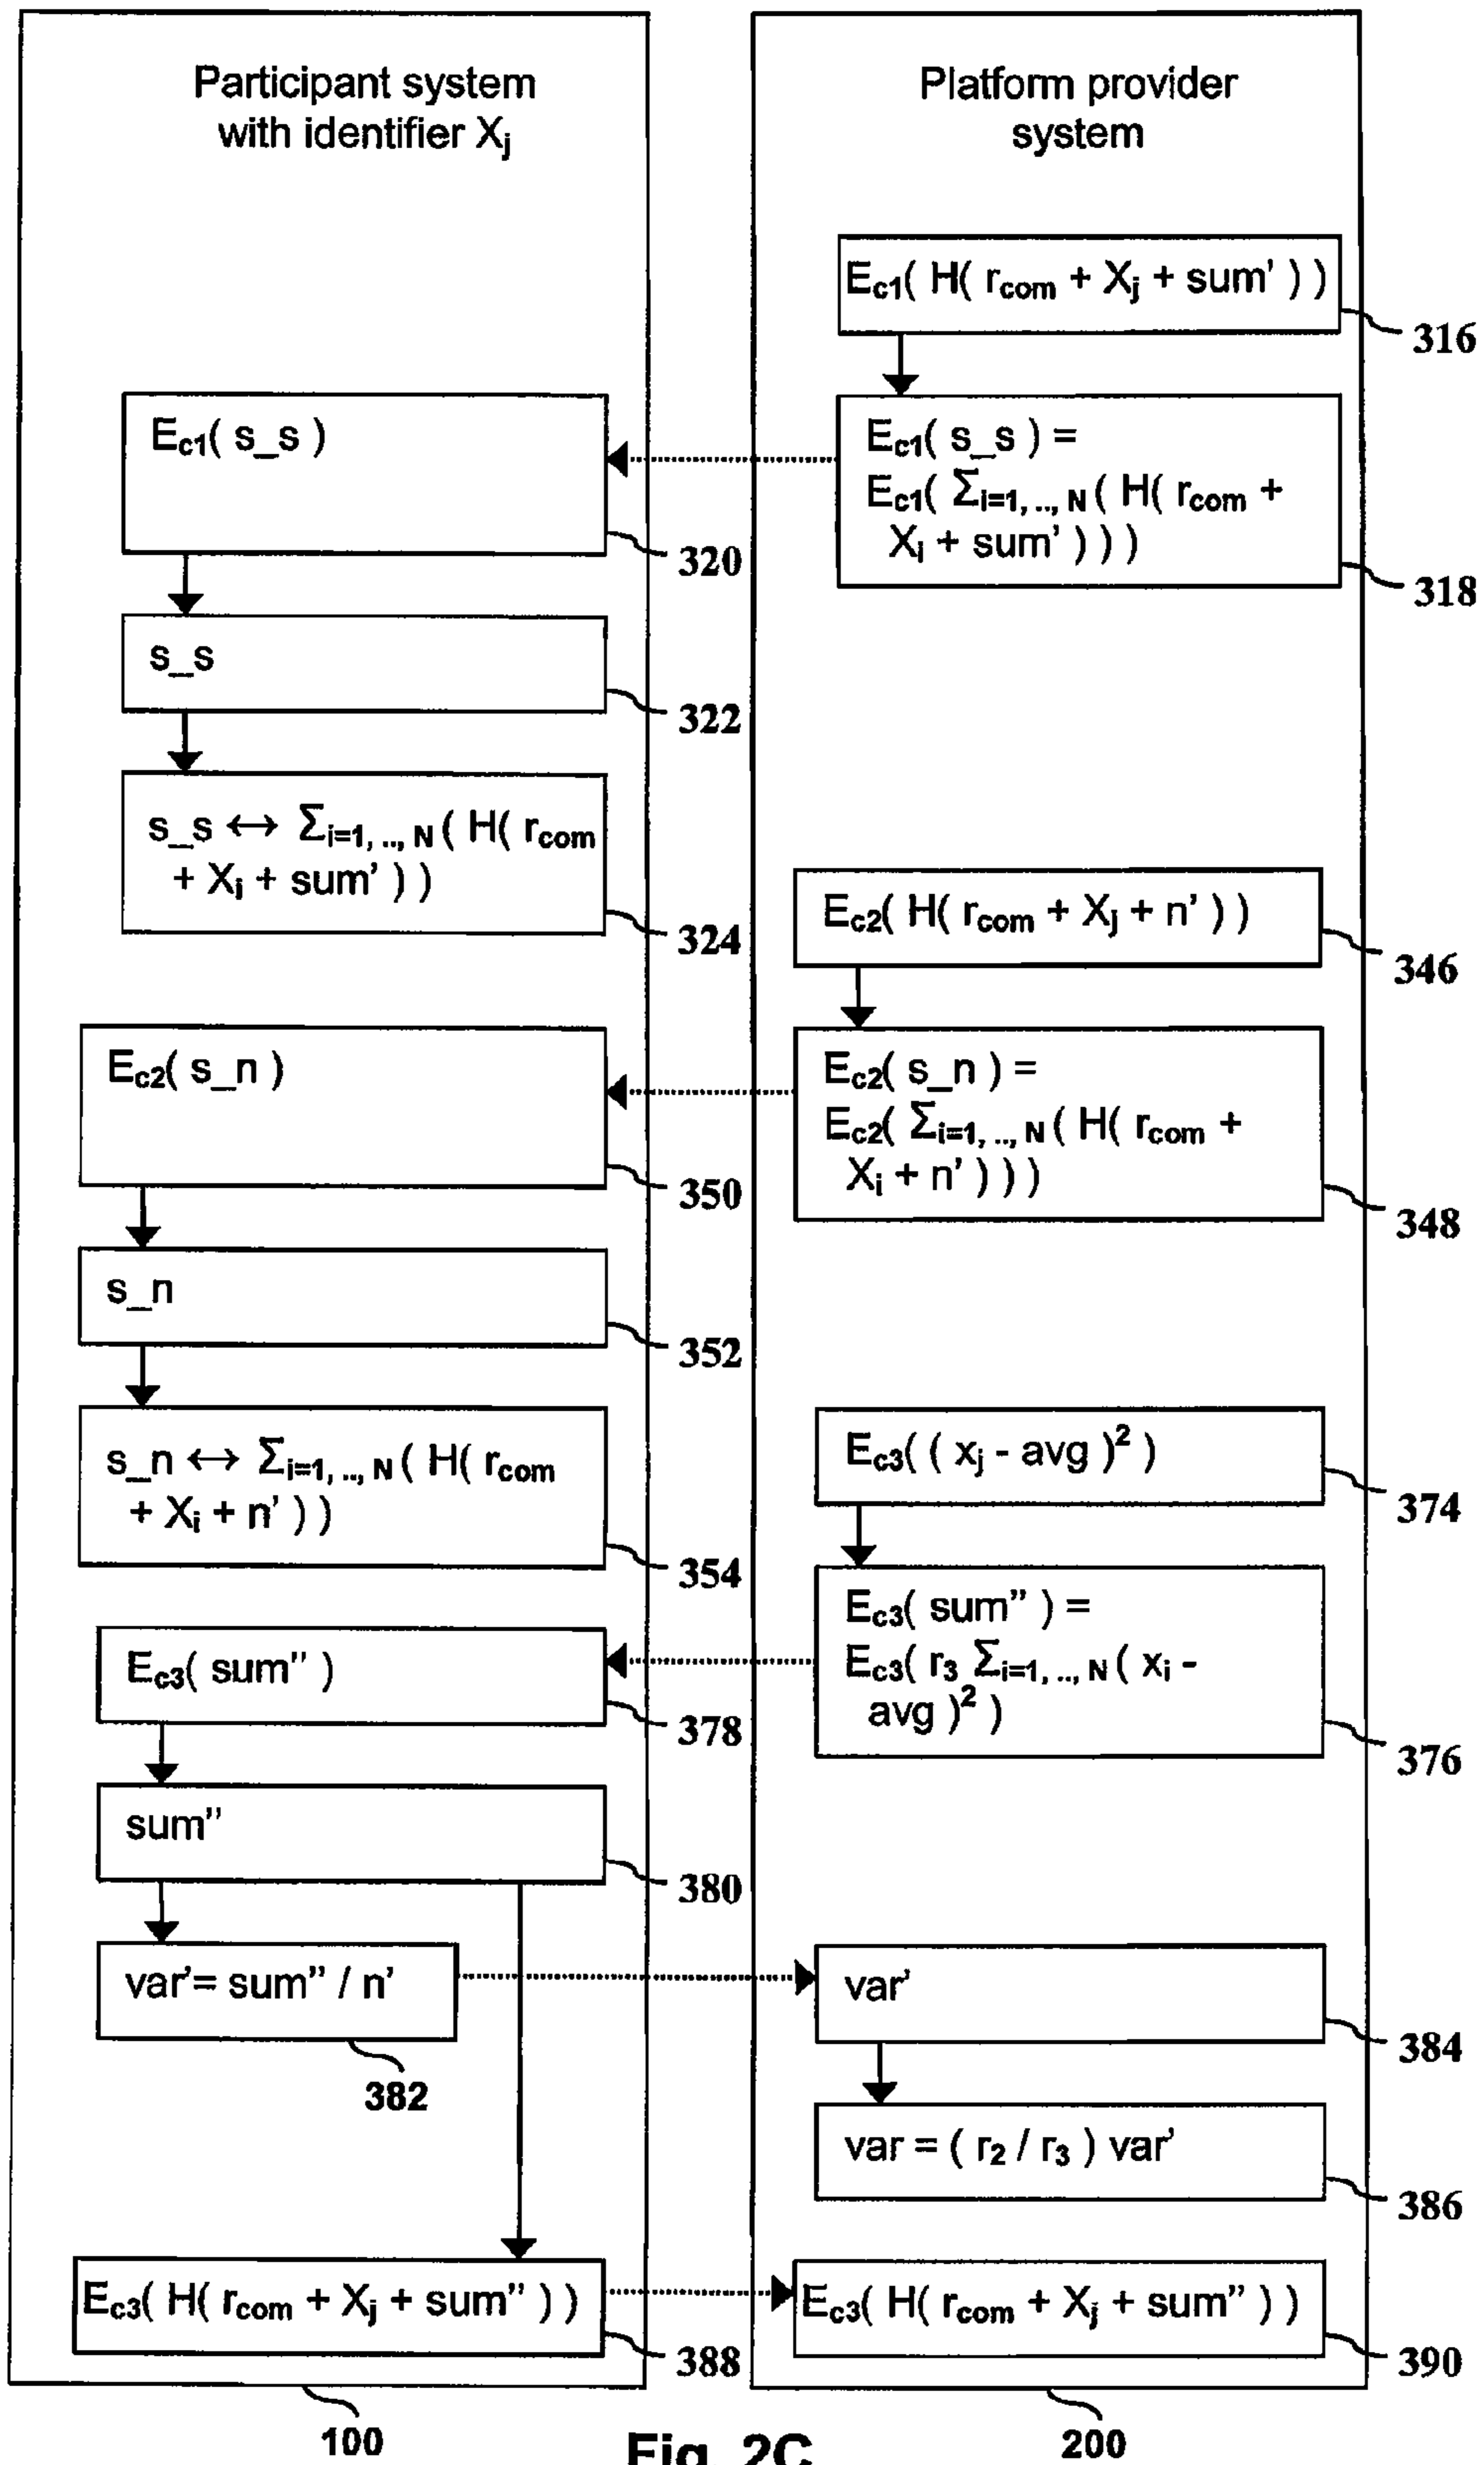 Participant system
with identifier Xj
Platform provider
system
Ec1( H( rcom + Xj + sum' ) )
316
Ec1( s_s )
320
Ec1( s_s ) =
Ec1( Σi=1, .., N ( H( rcom +
Xi + sum' ) ) )
318
s_s
322
s_s ↔ Σi=1, .., N ( H( rcom
+ Xi + sum' ) )
324
Ec2( H( rcom + Xj + n' ) )
346
Ec2( s_n )
350
Ec2( s_n ) =
Ec2( Σi=1, .., N ( H( rcom +
Xi + n' ) ) )
348
s_n
352
s_n ↔ Σi=1, .., N ( H( rcom
+ Xi + n' ) )
354
Ec3( ( xj - avg )² )
374
Ec3( sum'' )
378
Ec3( sum'' ) =
Ec3( r3 Σi=1, .., N ( xi -
avg )² )
376
sum''
380
var'= sum'' / n'
382
var'
384
var = ( r2 / r3 ) var'
386
Ec3( H( rcom + Xj + sum'' ) )
388
Ec3( H( rcom + Xj + sum'' ) )
390
100
200
Fig. 2C